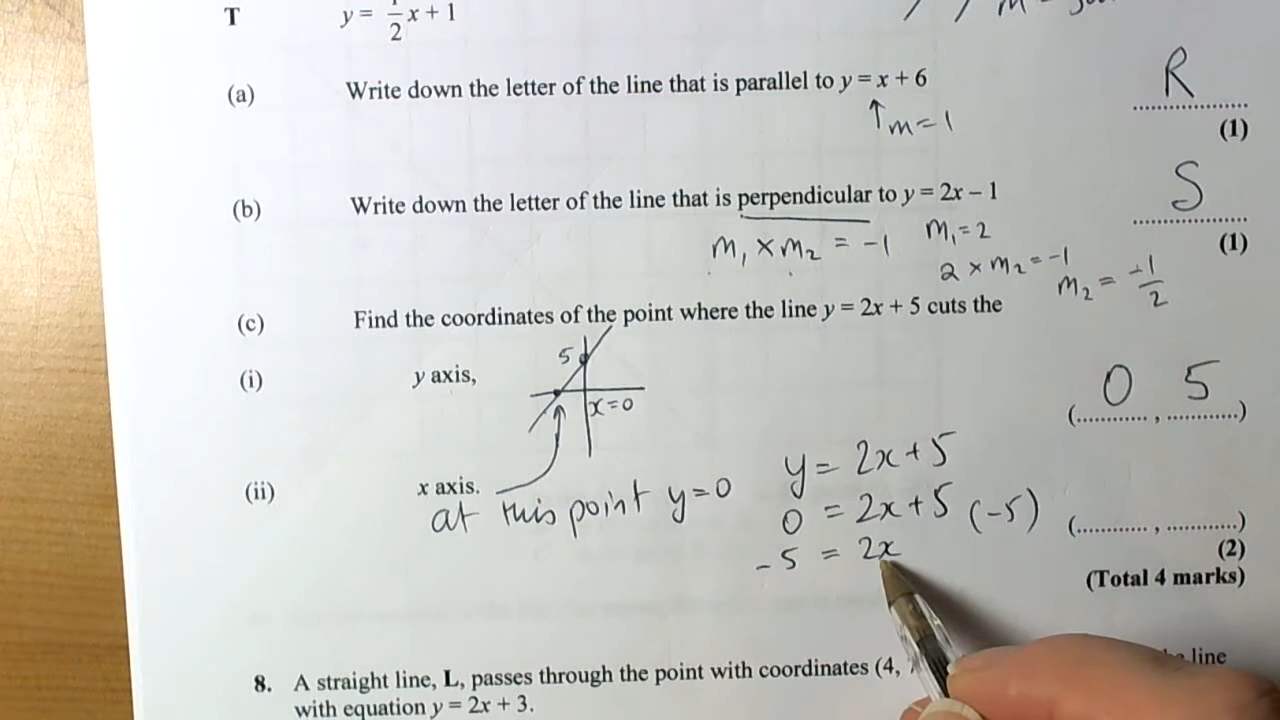 T y = 1/2 x + 1
(a) Write down the letter of the line that is parallel to y = x + 6
R
↑ m = 1
(1)
(b) Write down the letter of the line that is perpendicular to y = 2x – 1
S
m₁ × m₂ = -1 m₁ = 2
(1)
2 × m₂ = -1
m₂ = -1/2
(c) Find the coordinates of the point where the line y = 2x + 5 cuts the
5
(i) y axis,
x = 0
0 5
(............ , ............)
y = 2x + 5
(ii) x axis.
at this point y = 0
0 = 2x + 5 (-5)
(............ , ............)
-5 = 2x
(2)
(Total 4 marks)
8. A straight line, L, passes through the point with coordinates (4, line
with equation y = 2x + 3.